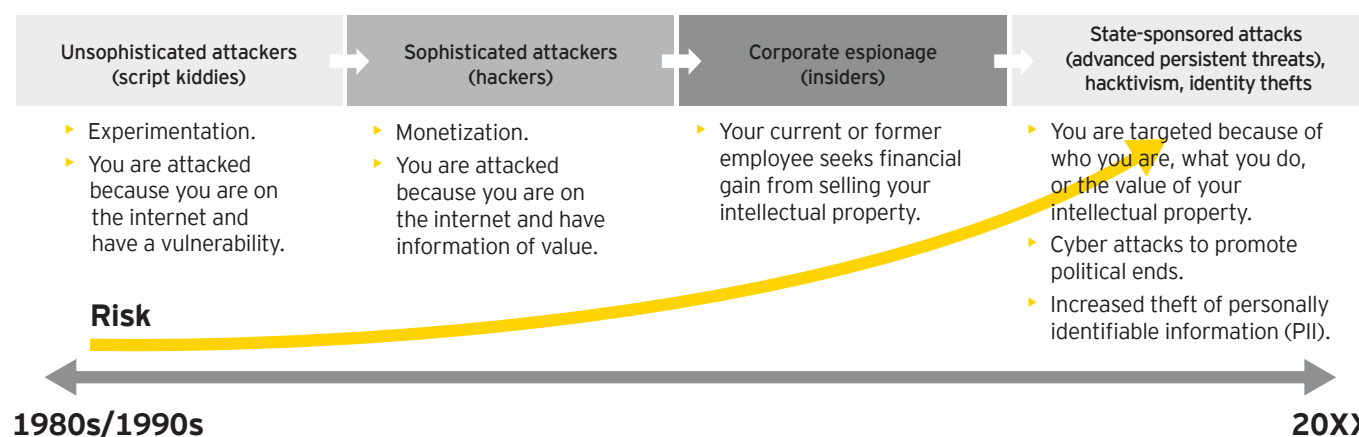 Unsophisticated attackers
(script kiddies)
Sophisticated attackers
(hackers)
Corporate espionage
(insiders)
State-sponsored attacks
(advanced persistent threats),
hacktivism, identity thefts
Experimentation.
You are attacked
because you are on
the internet and
have a vulnerability.
Monetization.
You are attacked
because you are on
the internet and have
information of value.
Your current or former
employee seeks financial
gain from selling your
intellectual property.
You are targeted because of
who you are, what you do,
or the value of your
intellectual property.
Cyber attacks to promote
political ends.
Increased theft of personally
identifiable information (PII).
Risk
1980s/1990s
20XX